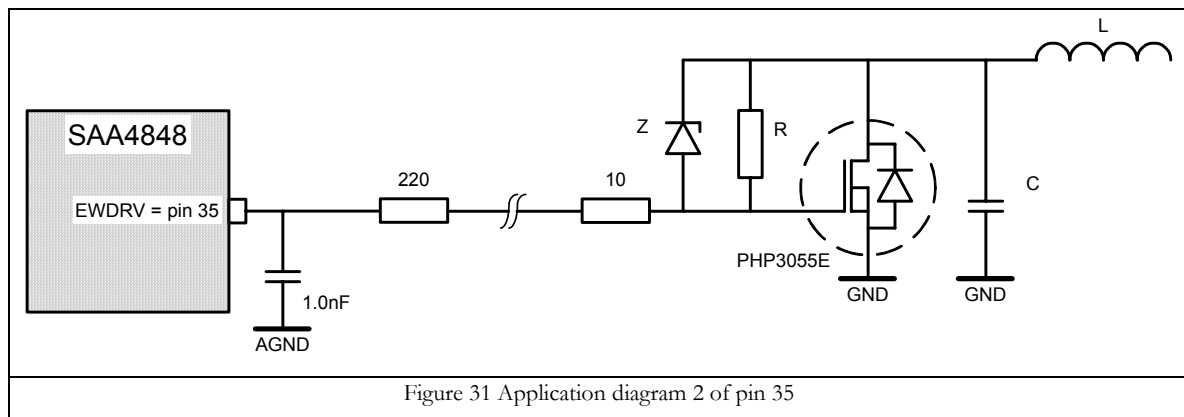 L
SAA4848
Z
R
220
10
C
EWDRV = pin 35
PHP3055E
1.0nF
GND
GND
AGND
Figure 31 Application diagram 2 of pin 35